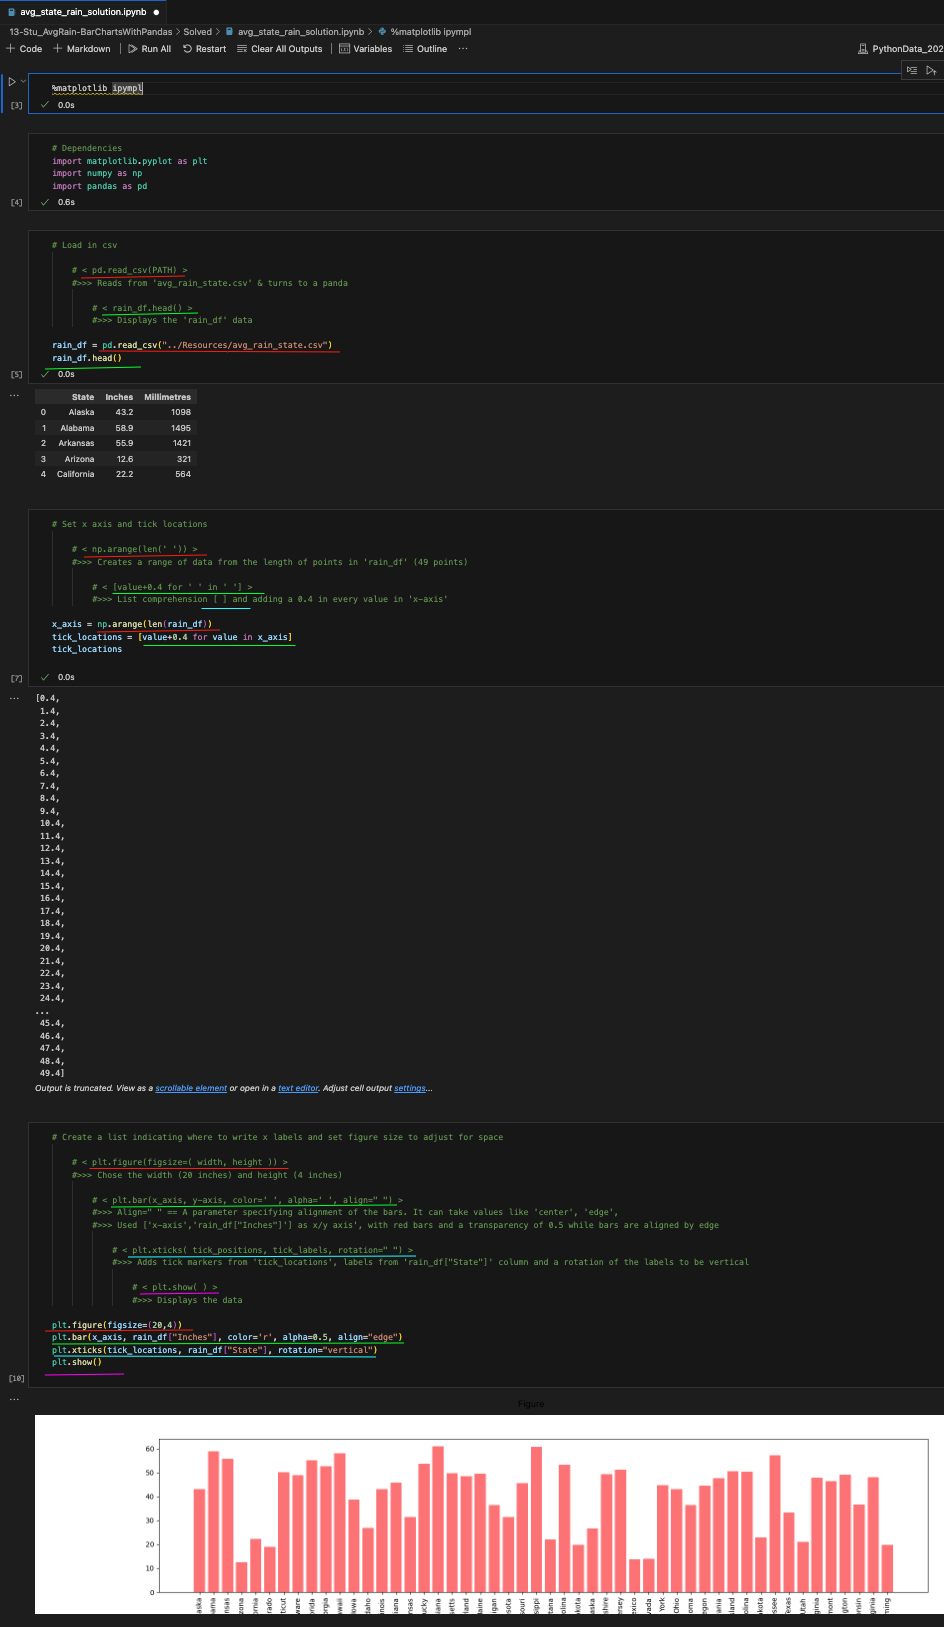 avg_state_rain_solution.ipynb
13-Stu_AvgRain-BarChartsWithPandas > Solved > avg_state_rain_solution.ipynb > %matplotlib ipympl
+ Code + Markdown | Run All Restart Clear All Outputs | Variables Outline ... PythonData_202
%matplotlib ipympl
[3] 0.0s
# Dependencies
import matplotlib.pyplot as plt
import numpy as np
import pandas as pd
[4] 0.6s
# Load in csv
# < pd.read_csv(PATH) >
#>>> Reads from 'avg_rain_state.csv' & turns to a panda
# < rain_df.head() >
#>>> Displays the 'rain_df' data
rain_df = pd.read_csv("../Resources/avg_rain_state.csv")
rain_df.head()
[5] 0.0s
... State Inches Millimetres
0 Alaska 43.2 1098
1 Alabama 58.9 1495
2 Arkansas 55.9 1421
3 Arizona 12.6 321
4 California 22.2 564
# Set x axis and tick locations
# < np.arange(len(' ')) >
#>>> Creates a range of data from the length of points in 'rain_df' (49 points)
# < [value+0.4 for ' ' in ' '] >
#>>> List comprehension [ ] and adding a 0.4 in every value in 'x-axis'
x_axis = np.arange(len(rain_df))
tick_locations = [value+0.4 for value in x_axis]
tick_locations
[7] 0.0s
... [0.4,
1.4,
2.4,
3.4,
4.4,
5.4,
6.4,
7.4,
8.4,
9.4,
10.4,
11.4,
12.4,
13.4,
14.4,
15.4,
16.4,
17.4,
18.4,
19.4,
20.4,
21.4,
22.4,
23.4,
24.4,
...
45.4,
46.4,
47.4,
48.4,
49.4]
Output is truncated. View as a scrollable element or open in a text editor. Adjust cell output settings...
# Create a list indicating where to write x labels and set figure size to adjust for space
# < plt.figure(figsize=( width, height )) >
#>>> Chose the width (20 inches) and height (4 inches)
# < plt.bar(x_axis, y-axis, color=' ', alpha=' ', align=" ") >
#>>> Align=" " == A parameter specifying alignment of the bars. It can take values like 'center', 'edge',
#>>> Used ['x-axis','rain_df["Inches"]'] as x/y axis', with red bars and a transparency of 0.5 while bars are aligned by edge
# < plt.xticks( tick_positions, tick_labels, rotation=" ") >
#>>> Adds tick markers from 'tick_locations', labels from 'rain_df["State"]' column and a rotation of the labels to be vertical
# < plt.show( ) >
#>>> Displays the data
plt.figure(figsize=(20,4))
plt.bar(x_axis, rain_df["Inches"], color='r', alpha=0.5, align="edge")
plt.xticks(tick_locations, rain_df["State"], rotation="vertical")
plt.show()
[10]
...
Figure
60
50
40
30
20
10
0
aska bama nsas zona ornia rado ticut ware orida orgia waii Iowa daho inois iana nsas ucky siana setts land aine igan sota souri sippi tana olina kota aska shire ersey exico vada York Ohio oma egon ania sland olina kota ssee Texas Utah ginia mont gton onsin ginia ming